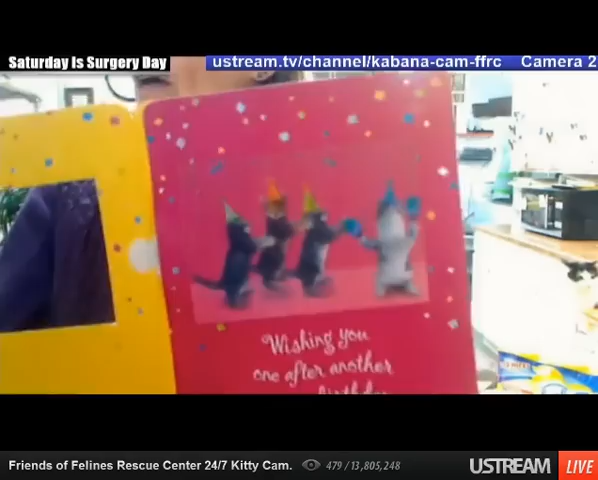 Saturday Is Surgery Day
ustream.tv/channel/kabana-cam-ffrc Camera 2
Wishing you
one after another
birthday
Friends of Felines Rescue Center 24/7 Kitty Cam. 479 / 13,805,248 USTREAM LIVE